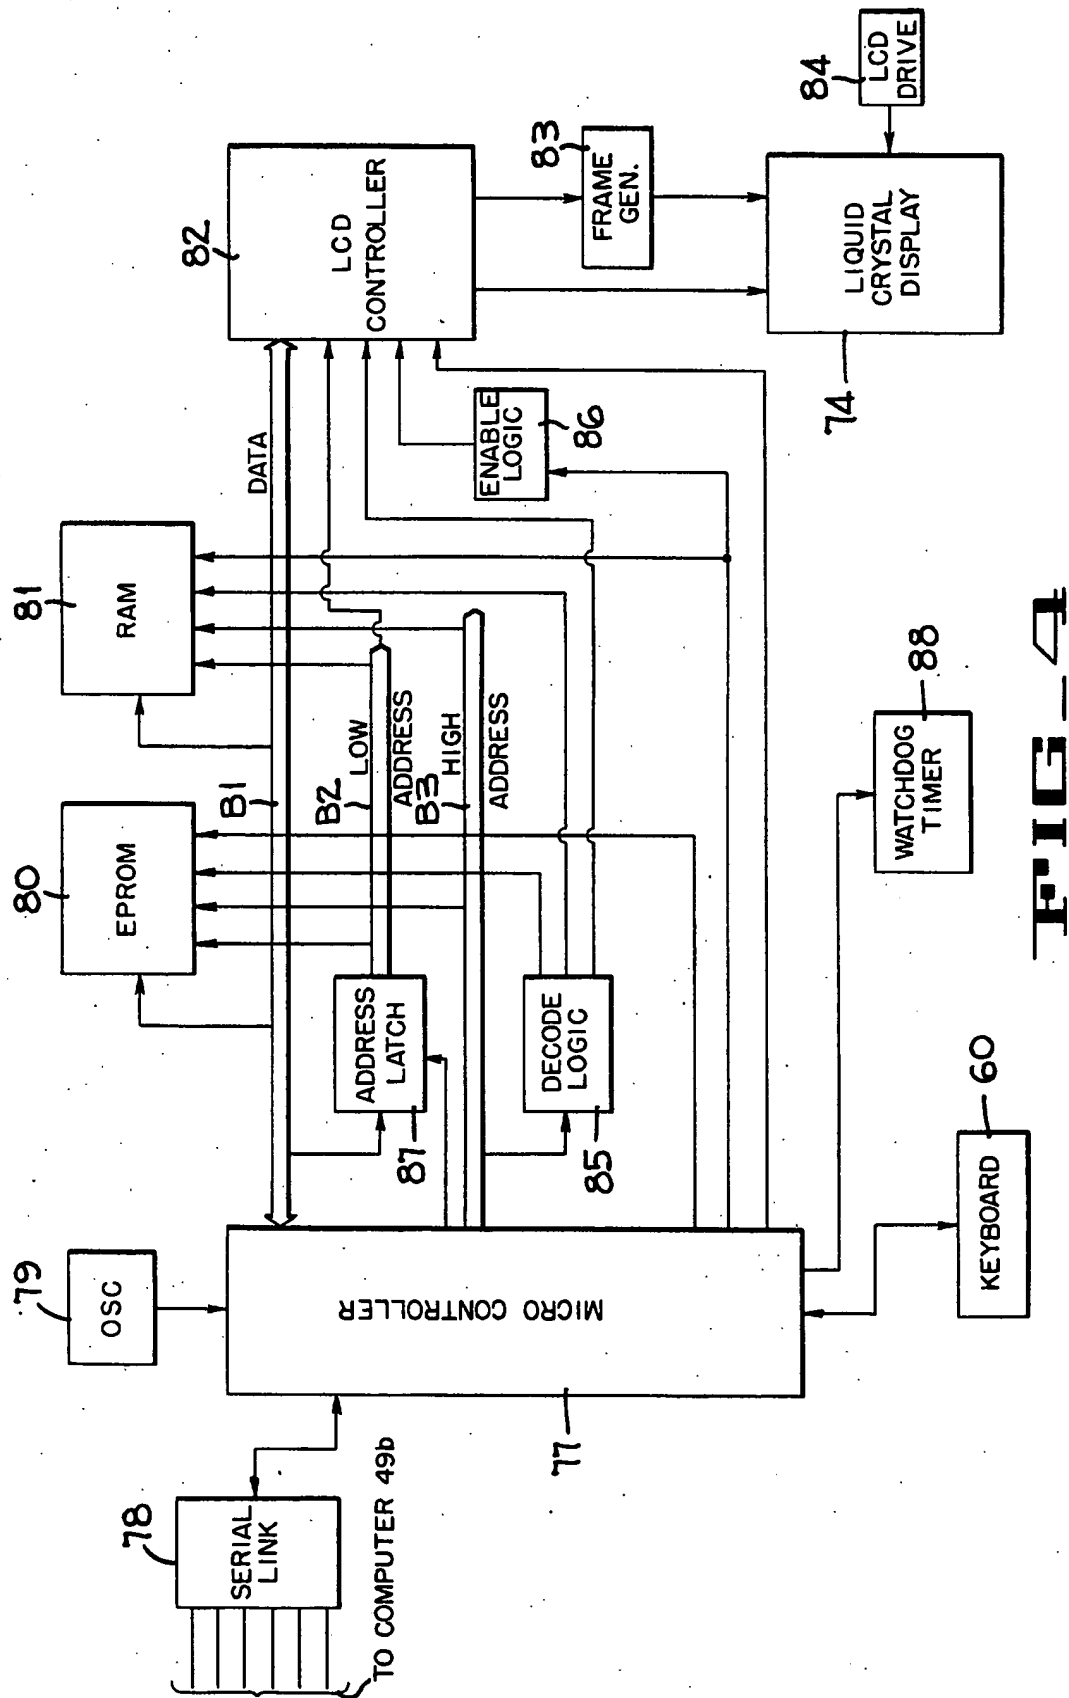 79
OSC
80
EPROM
81
RAM
78
SERIAL
LINK
TO COMPUTER 49b
77
MICRO CONTROLLER
B1
DATA
82
LCD
CONTROLLER
87
ADDRESS
LATCH
B2
LOW
ADDRESS
B3
HIGH
ADDRESS
85
DECODE
LOGIC
ENABLE
LOGIC
86
83
FRAME
GEN.
84
LCD
DRIVE
74
LIQUID
CRYSTAL
DISPLAY
60
KEYBOARD
88
WATCHDOG
TIMER
FIG_4